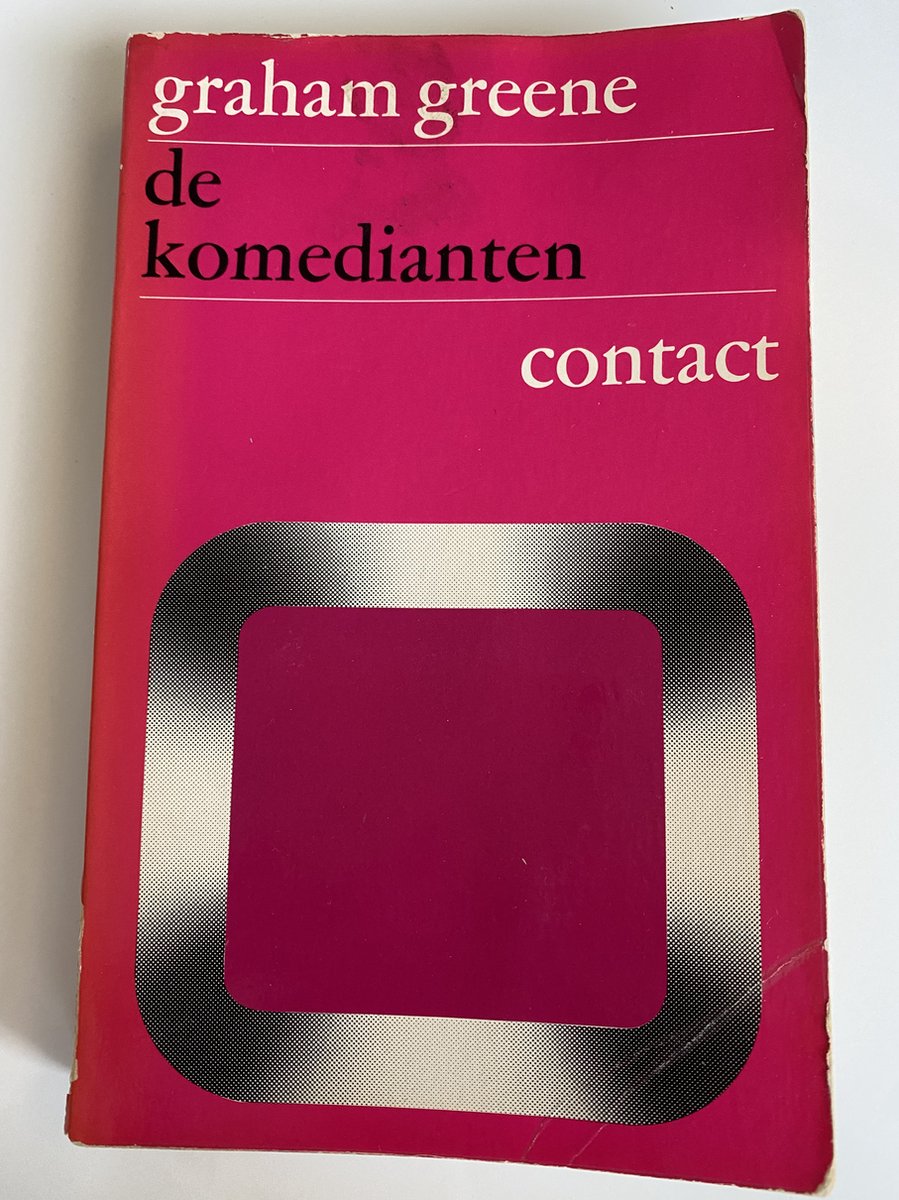 graham greene
de
komedianten
contact